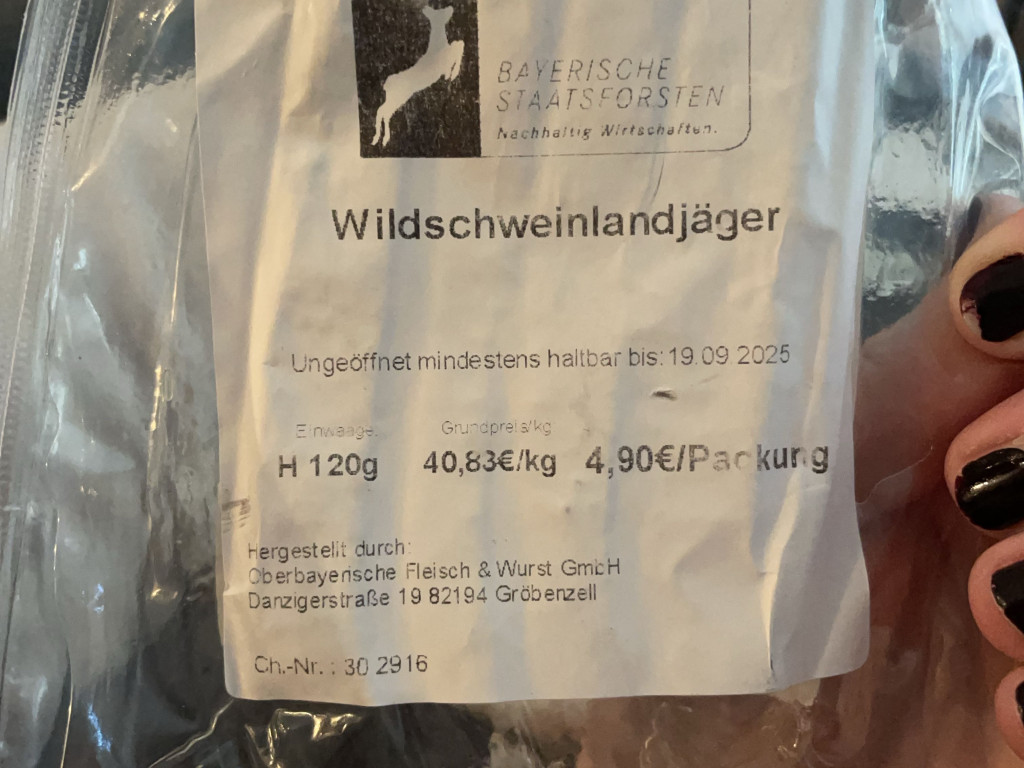 BAYERISCHE
STAATSFORSTEN
Nachhaltig Wirtschaften.
Wildschweinlandjäger
Ungeöffnet mindestens haltbar bis: 19.09.2025
Einwaage: Grundpreis/kg
H 120g 40,83€/kg 4,90€/Packung
Hergestellt durch:
Oberbayerische Fleisch & Wurst GmbH
Danzigerstraße 19 82194 Gröbenzell
Ch.-Nr. : 30 2916